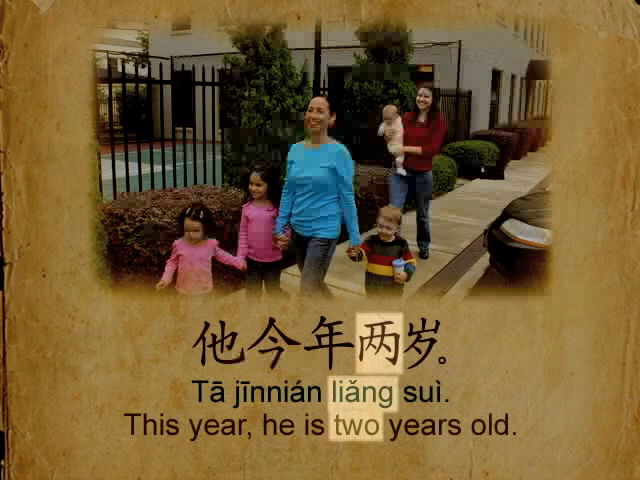 他今年两岁。
Tā jīnnián liǎng suì.
This year, he is two years old.